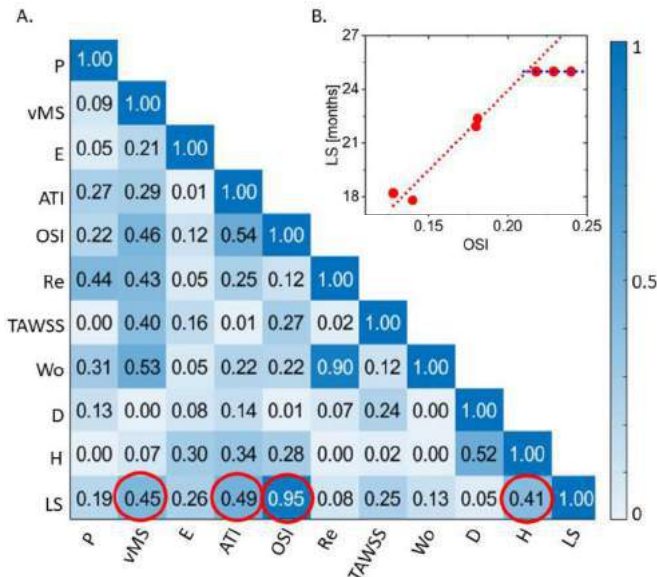 A.
P 1.00
vMS 0.09 1.00
E 0.05 0.21 1.00
ATI 0.27 0.29 0.01 1.00
OSI 0.22 0.46 0.12 0.54 1.00
Re 0.44 0.43 0.05 0.25 0.12 1.00
TAWSS 0.00 0.40 0.16 0.01 0.27 0.02 1.00
Wo 0.31 0.53 0.05 0.22 0.22 0.90 0.12 1.00
D 0.13 0.00 0.08 0.14 0.01 0.07 0.24 0.00 1.00
H 0.00 0.07 0.30 0.34 0.28 0.00 0.02 0.00 0.52 1.00
LS 0.19 0.45 0.26 0.49 0.95 0.08 0.25 0.13 0.05 0.41 1.00
P vMS E ATI OSI Re TAWSS Wo D H LS
B.
LS [months]
27
24
21
18
0.15 0.20 0.25
OSI
1
0.5
0